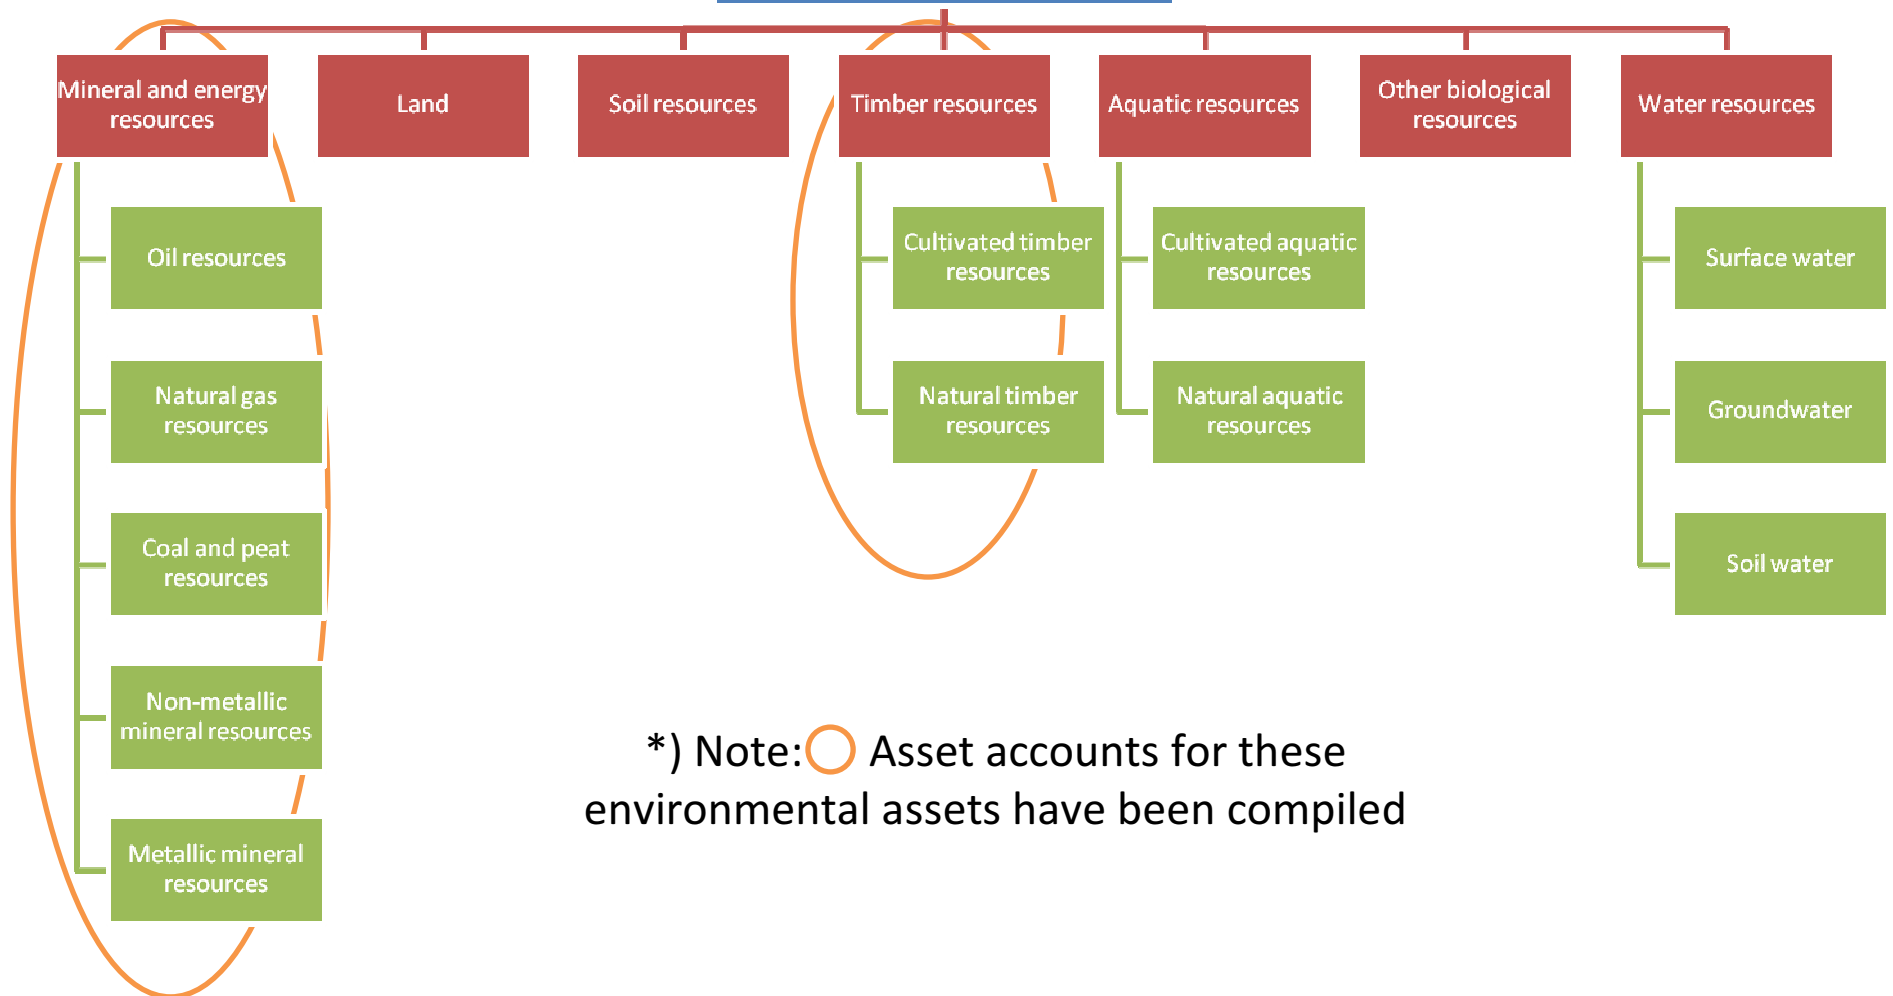 Mineral and energy
resources
Land
Soil resources
Timber resources
Aquatic resources
Other biological
resources
Water resources
Oil resources
Natural gas
resources
Coal and peat
resources
Non-metallic
mineral resources
Metallic mineral
resources
Cultivated timber
resources
Natural timber
resources
Cultivated aquatic
resources
Natural aquatic
resources
Surface water
Groundwater
Soil water
*) Note: Asset accounts for these
environmental assets have been compiled